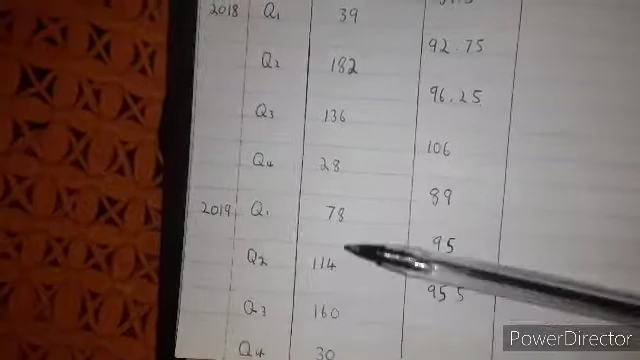 2018 Q1 39
92.75
Q2 182
96.25
Q3 136
106
Q4 28
89
2019 Q1 78
95
Q2 114
95 5
Q3 160
Q4 30
PowerDirector